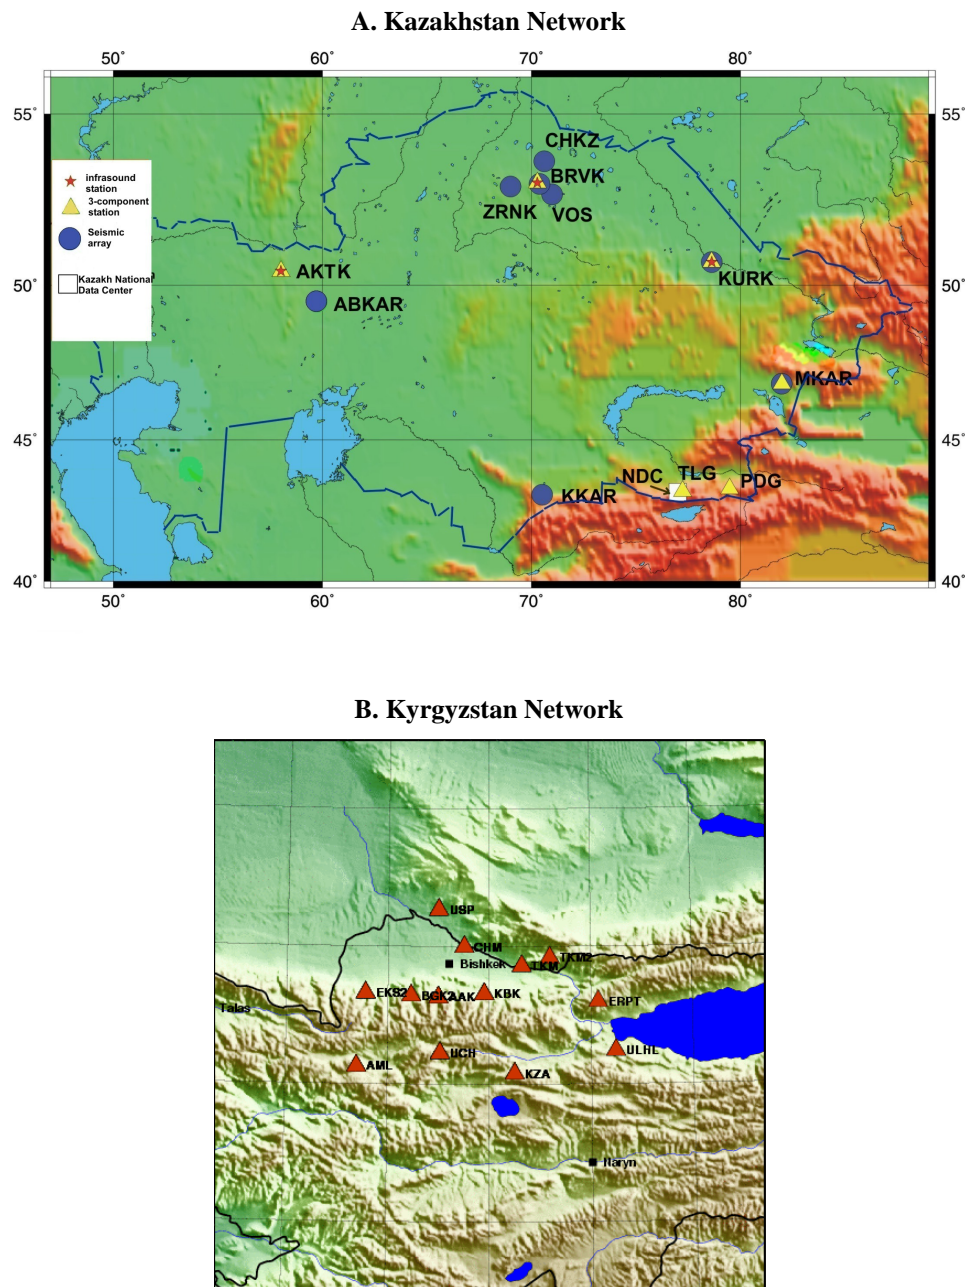 A. Kazakhstan Network
50° 60° 70° 80°
55° 55°
CHKZ
infrasound
station
BRVK
3-component
station
ZRNK VOS
Seismic
array
AKTK
KURK
Kazakh National
Data Center
50° 50°
ABKAR
MKAR
45° 45°
NDC TLG PDG
KKAR
40° 40°
50° 60° 70° 80°
B. Kyrgyzstan Network
USP
CHM
TKM2
Bishkek TKM
EKS2 BGK2 AAK KBK
ERPT
Talas
UCH ULHL
AML KZA
Naryn